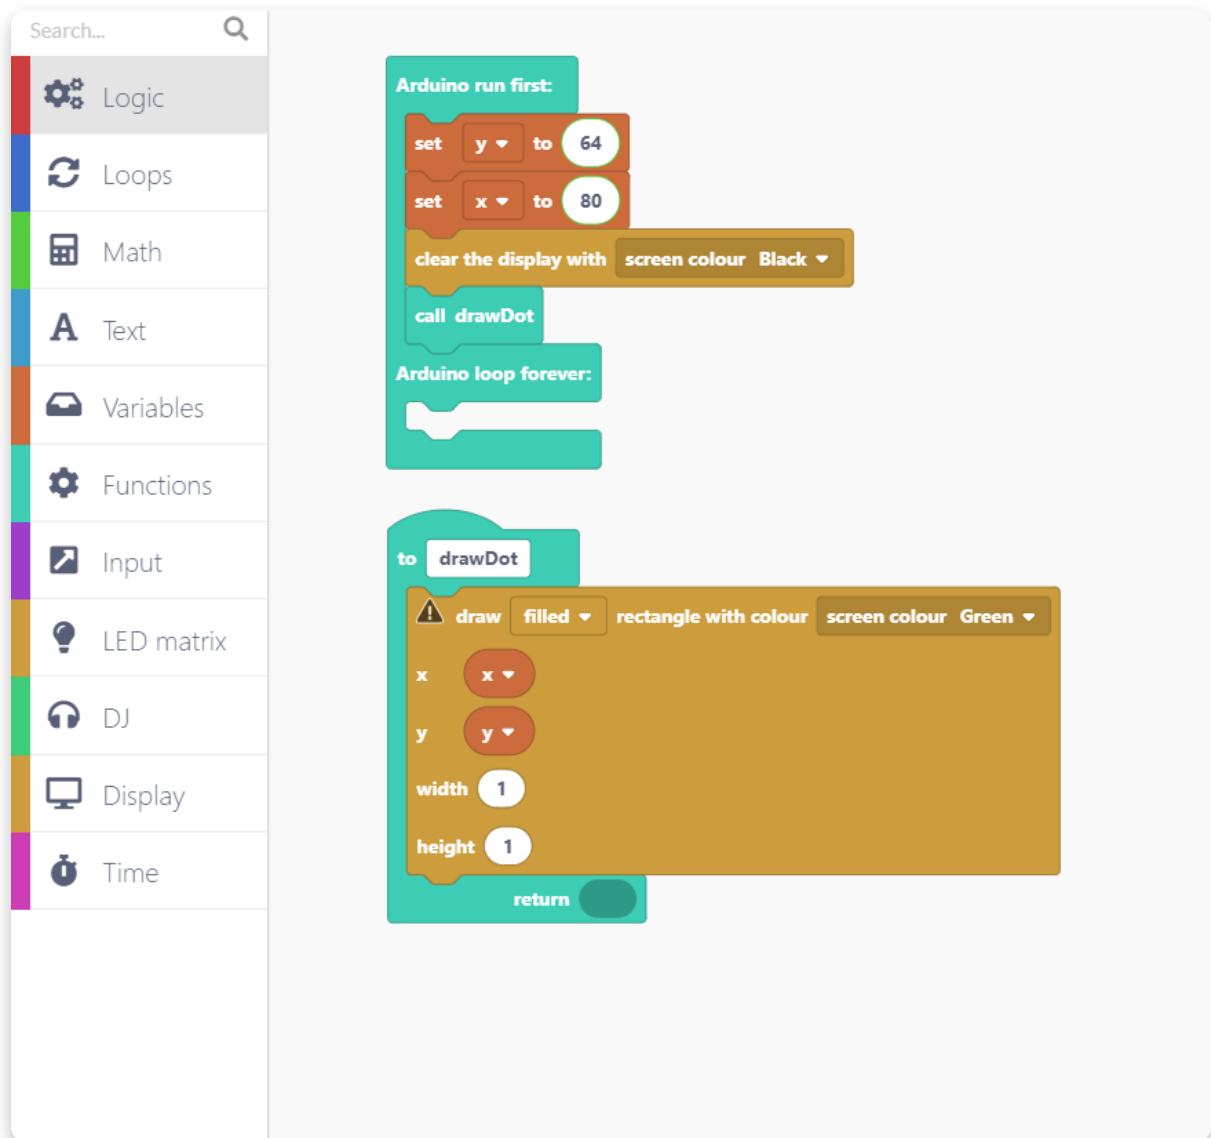 Search...
Logic
Loops
Math
Text
Variables
Functions
Input
LED matrix
DJ
Display
Time
Arduino run first:
set y to 64
set x to 80
clear the display with screen colour Black
call drawDot
Arduino loop forever:
to drawDot
draw filled rectangle with colour screen colour Green
x x
y y
width 1
height 1
return